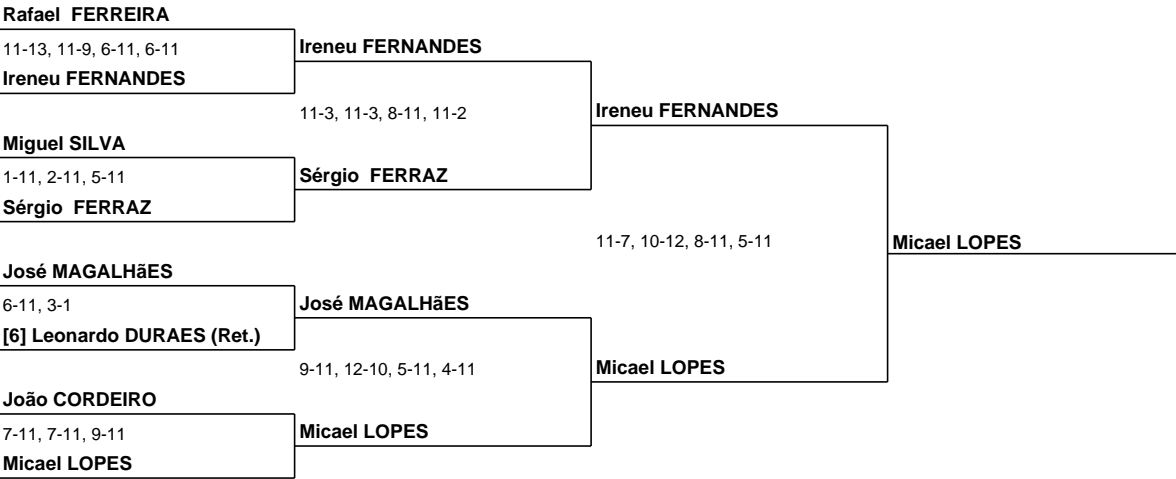 Rafael FERREIRA
11-13, 11-9, 6-11, 6-11
Ireneu FERNANDES
Ireneu FERNANDES
11-3, 11-3, 8-11, 11-2
Ireneu FERNANDES
Miguel SILVA
1-11, 2-11, 5-11
Sérgio FERRAZ
Sérgio FERRAZ
11-7, 10-12, 8-11, 5-11
Micael LOPES
José MAGALHãES
6-11, 3-1
[6] Leonardo DURAES (Ret.)
José MAGALHãES
9-11, 12-10, 5-11, 4-11
Micael LOPES
João CORDEIRO
7-11, 7-11, 9-11
Micael LOPES
Micael LOPES